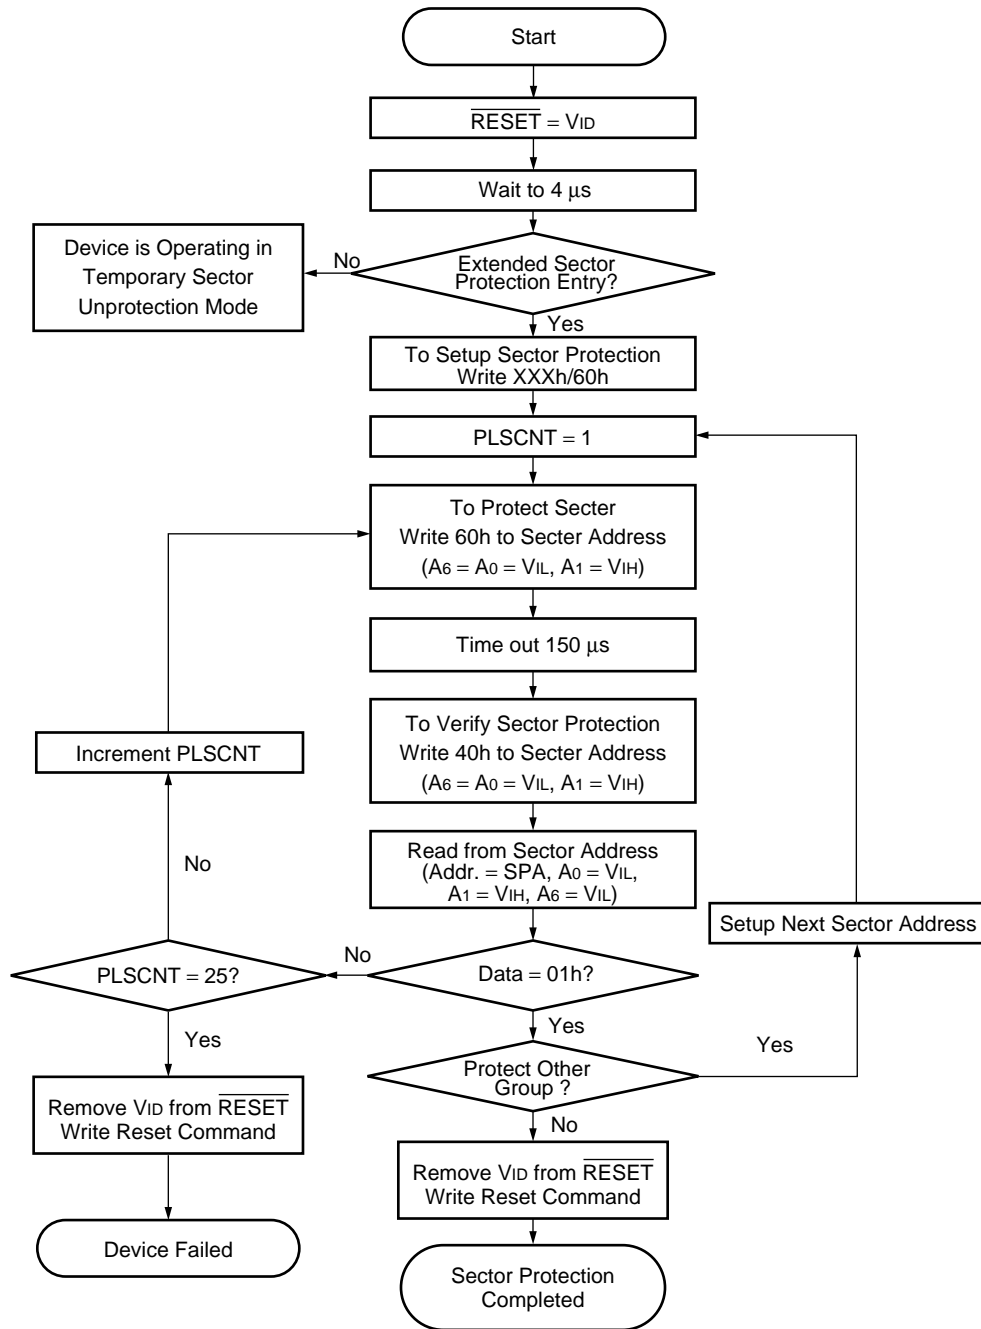 Start
RESET = VID
Wait to 4 μs
Device is Operating in
Temporary Sector
Unprotection Mode
No
Extended Sector
Protection Entry?
Yes
To Setup Sector Protection
Write XXXh/60h
PLSCNT = 1
To Protect Secter
Write 60h to Secter Address
(A6 = A0 = VIL, A1 = VIH)
Time out 150 μs
To Verify Sector Protection
Write 40h to Secter Address
(A6 = A0 = VIL, A1 = VIH)
Increment PLSCNT
No
Read from Sector Address
(Addr. = SPA, A0 = VIL,
A1 = VIH, A6 = VIL)
Setup Next Sector Address
PLSCNT = 25?
No
Data = 01h?
Yes
Yes
Protect Other
Group ?
Yes
No
Remove VID from RESET
Write Reset Command
Remove VID from RESET
Write Reset Command
Device Failed
Sector Protection
Completed